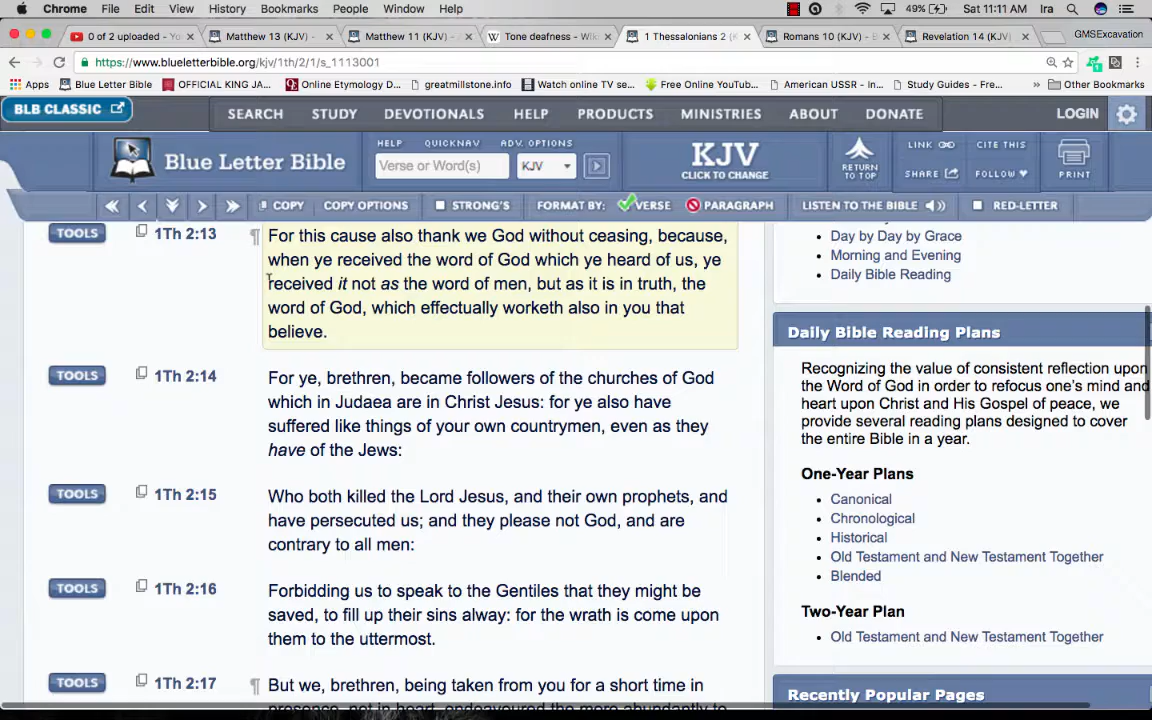 Chrome File Edit View History Bookmarks People Window Help 49% Sat 11:11 AM Ira
0 of 2 uploaded - Yo Matthew 13 (KJV) - Matthew 11 (KJV) - Tone deafness - Wik 1 Thessalonians 2 (K Romans 10 (KJV) - B Revelation 14 (KJV) GMSExcavation
https://www.blueletterbible.org/kjv/1th/2/1/s_1113001
Apps Blue Letter Bible OFFICIAL KING JA... Online Etymology D... greatmillstone.info Watch online TV se... Free Online YouTub... American USSR - In... Study Guides - Fre... » Other Bookmarks
BLB CLASSIC SEARCH STUDY DEVOTIONALS HELP PRODUCTS MINISTRIES ABOUT DONATE LOGIN
Blue Letter Bible
HELP QUICKNAV ADV. OPTIONS
Verse or Word(s) KJV
KJV
CLICK TO CHANGE
RETURN
TO TOP
LINK CITE THIS
SHARE FOLLOW
PRINT
COPY COPY OPTIONS STRONG'S FORMAT BY: VERSE PARAGRAPH LISTEN TO THE BIBLE RED-LETTER
TOOLS 1Th 2:13 ¶ For this cause also thank we God without ceasing, because,
when ye received the word of God which ye heard of us, ye
received it not as the word of men, but as it is in truth, the
word of God, which effectually worketh also in you that
believe.
TOOLS 1Th 2:14 For ye, brethren, became followers of the churches of God
which in Judaea are in Christ Jesus: for ye also have
suffered like things of your own countrymen, even as they
have of the Jews:
TOOLS 1Th 2:15 Who both killed the Lord Jesus, and their own prophets, and
have persecuted us; and they please not God, and are
contrary to all men:
TOOLS 1Th 2:16 Forbidding us to speak to the Gentiles that they might be
saved, to fill up their sins alway: for the wrath is come upon
them to the uttermost.
TOOLS 1Th 2:17 ¶ But we, brethren, being taken from you for a short time in
presence, not in heart, endeavoured the more abundantly to
Day by Day by Grace
Morning and Evening
Daily Bible Reading
Daily Bible Reading Plans
Recognizing the value of consistent reflection upon
the Word of God in order to refocus one's mind and
heart upon Christ and His Gospel of peace, we
provide several reading plans designed to cover
the entire Bible in a year.
One-Year Plans
Canonical
Chronological
Historical
Old Testament and New Testament Together
Blended
Two-Year Plan
Old Testament and New Testament Together
Recently Popular Pages